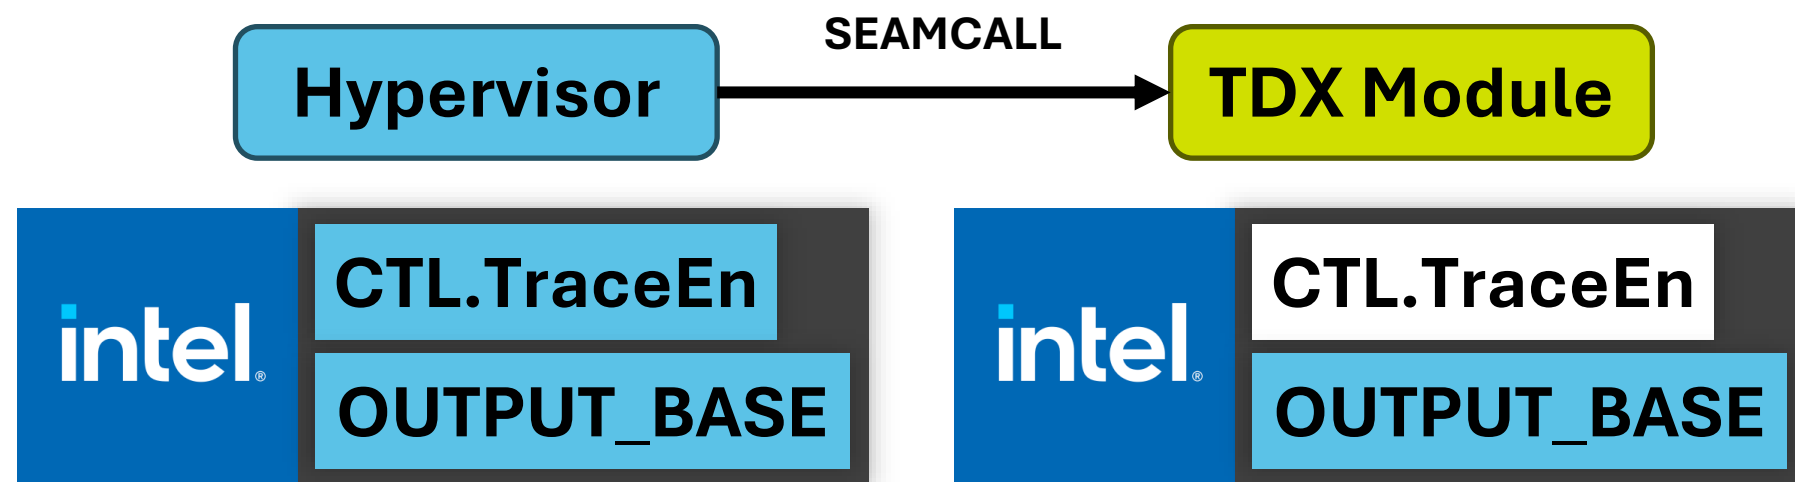 SEAMCALL
Hypervisor
TDX Module
intel®
CTL.TraceEn
OUTPUT_BASE
intel®
CTL.TraceEn
OUTPUT_BASE